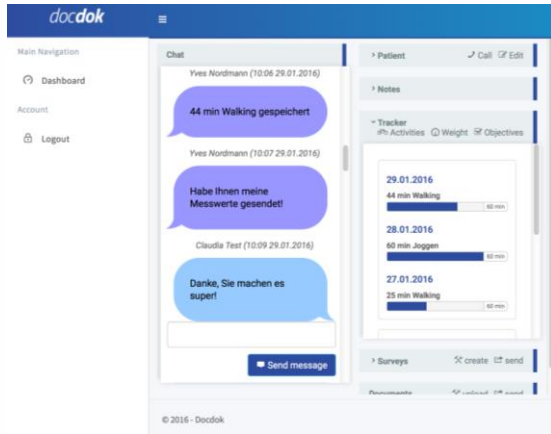 docdok
Main Navigation
Dashboard
Account
Logout
Chat
Yves Nordmann (10:06 29.01.2016)
44 min Walking gespeichert
Yves Nordmann (10:07 29.01.2016)
Habe Ihnen meine
Messwerte gesendet!
Claudia Test (10:09 29.01.2016)
Danke, Sie machen es
super!
Send message
Patient Call Edit
Notes
Tracker
Activities Weight Objectives
29.01.2016
44 min Walking
60 min
28.01.2016
60 min Joggen
60 min
27.01.2016
25 min Walking
60 min
Surveys create send
Documents upload send
© 2016 - Docdok